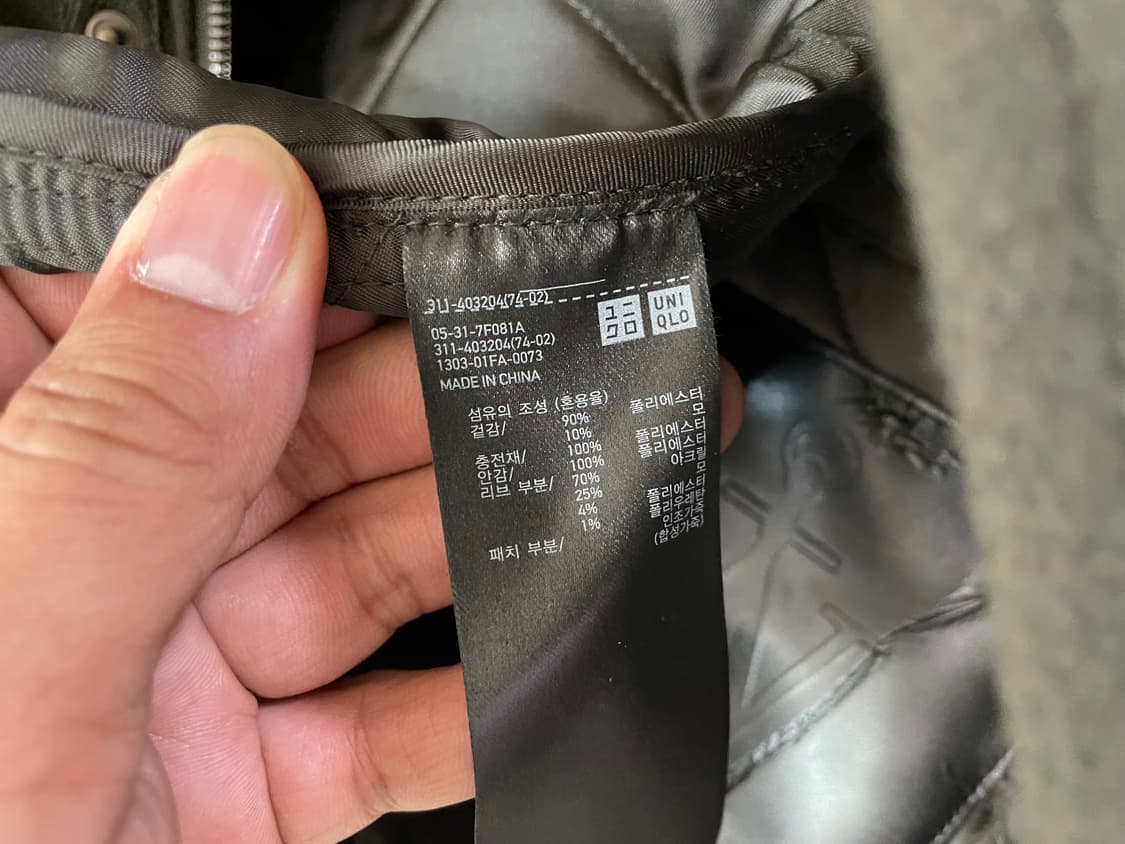 311-403204(74-02)
ユニ
クロ
UNI
QLO
05-31-7F081A
311-403204(74-02)
1303-01FA-0073
MADE IN CHINA
섬유의 조성 (혼용율)
겉감/ 90% 폴리에스터
10% 모
충전재/ 100% 폴리에스터
안감/ 100% 폴리에스터
리브 부분/ 70% 아크릴
25% 모
4% 폴리에스터
1% 폴리우레탄
패치 부분/ 인조가죽
(합성가죽)